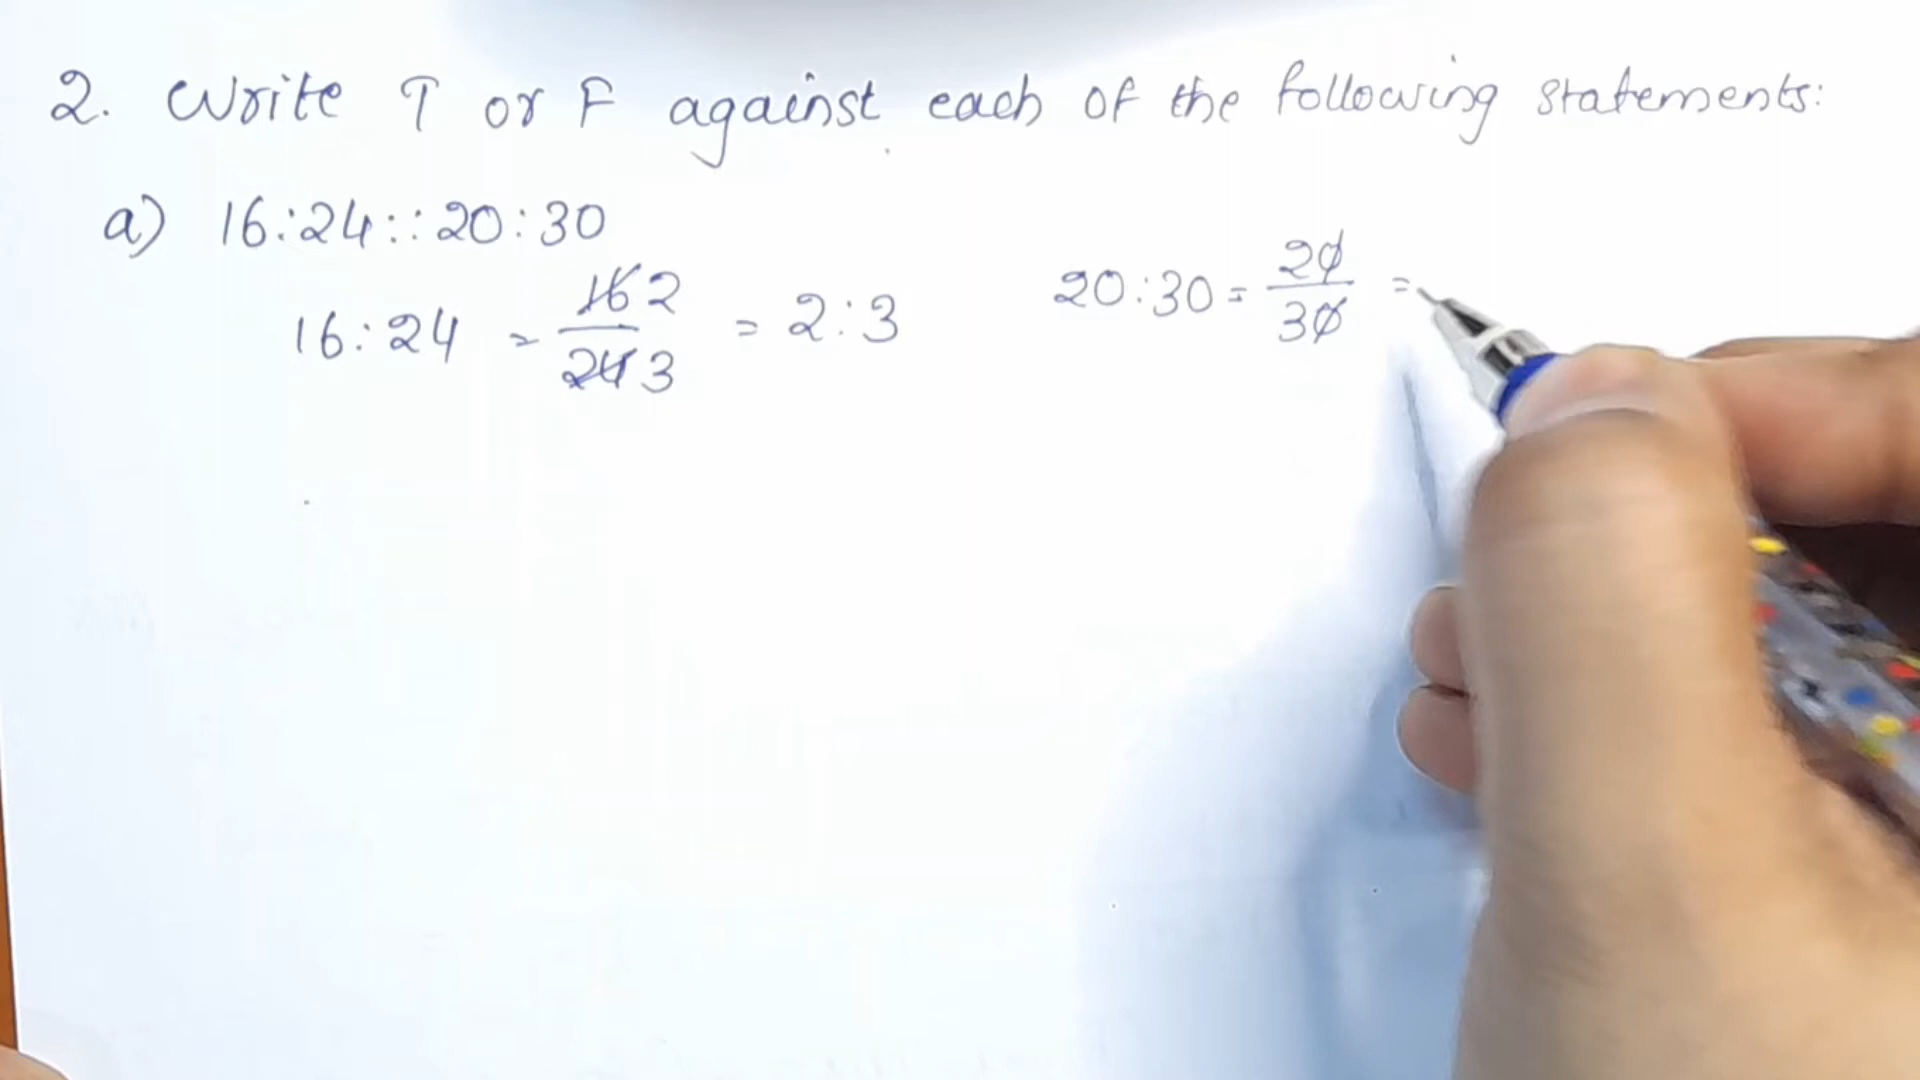 2. Write T or F against each of the following statements:
a) 16:24::20:30
16:24 = 16 2 / 24 3 = 2:3
20:30 = 20 / 30 =